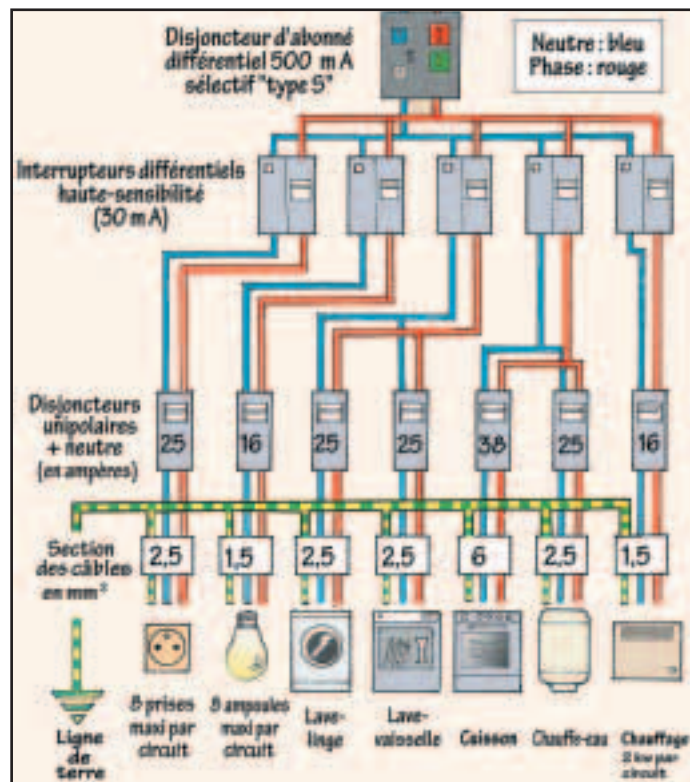 Disjoncteur d'abonné
différentiel 500 mA
sélectif "type S"
Neutre : bleu
Phase : rouge
Interrupteurs différentiels
haute-sensibilité
(30 mA)
Disjoncteurs
unipolaires
+ neutre
(en ampères)
25
16
25
25
38
25
16
Section
des câbles
en mm²
2,5
1,5
2,5
2,5
6
2,5
1,5
Ligne
de
terre
8 prises
maxi par
circuit
8 ampoules
maxi par
circuit
Lave-
linge
Lave-
vaisselle
Cuisson
Chauffe-eau
Chauffage
2 kw par
circuit